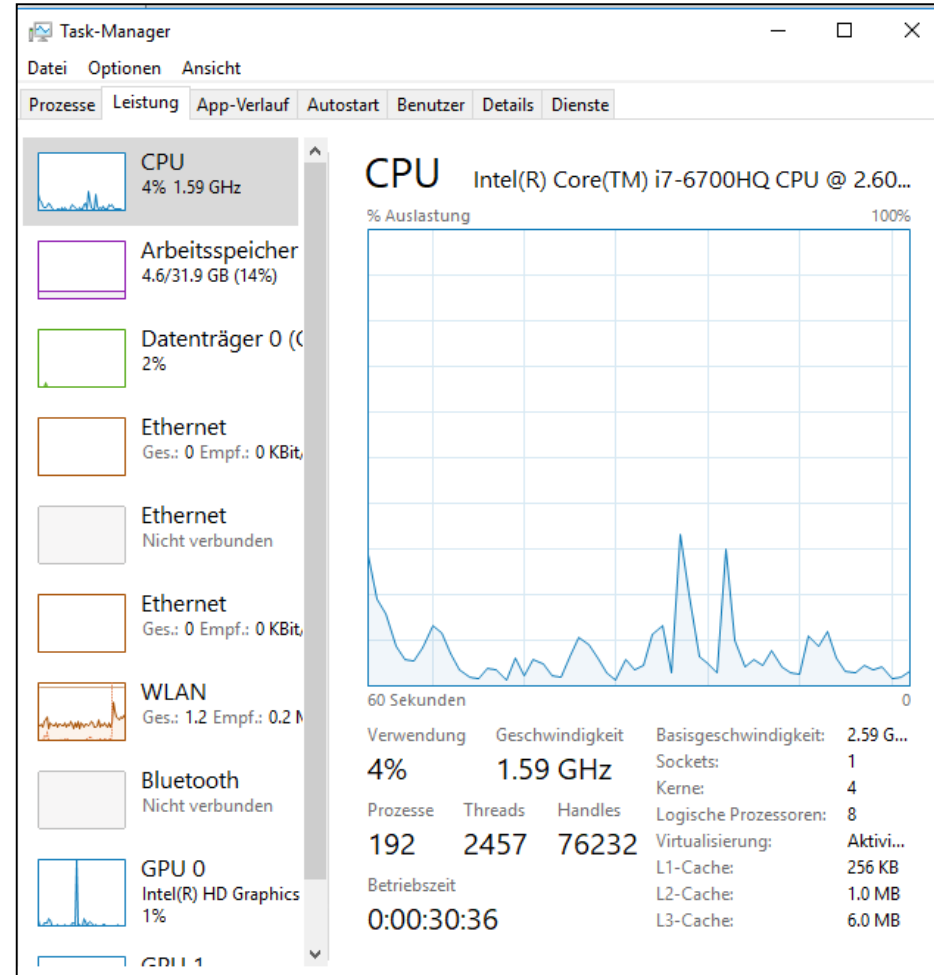 Task-Manager
Datei Optionen Ansicht
Prozesse Leistung App-Verlauf Autostart Benutzer Details Dienste
CPU
4% 1.59 GHz
Arbeitsspeicher
4.6/31.9 GB (14%)
Datenträger 0 (C
2%
Ethernet
Ges.: 0 Empf.: 0 KBit/
Ethernet
Nicht verbunden
Ethernet
Ges.: 0 Empf.: 0 KBit/
WLAN
Ges.: 1.2 Empf.: 0.2 M
Bluetooth
Nicht verbunden
GPU 0
Intel(R) HD Graphics
1%
GPU 1
CPU Intel(R) Core(TM) i7-6700HQ CPU @ 2.60...
% Auslastung 100%
60 Sekunden 0
Verwendung Geschwindigkeit
4% 1.59 GHz
Prozesse Threads Handles
192 2457 76232
Betriebszeit
0:00:30:36
Basisgeschwindigkeit: 2.59 G...
Sockets: 1
Kerne: 4
Logische Prozessoren: 8
Virtualisierung: Aktivi...
L1-Cache: 256 KB
L2-Cache: 1.0 MB
L3-Cache: 6.0 MB